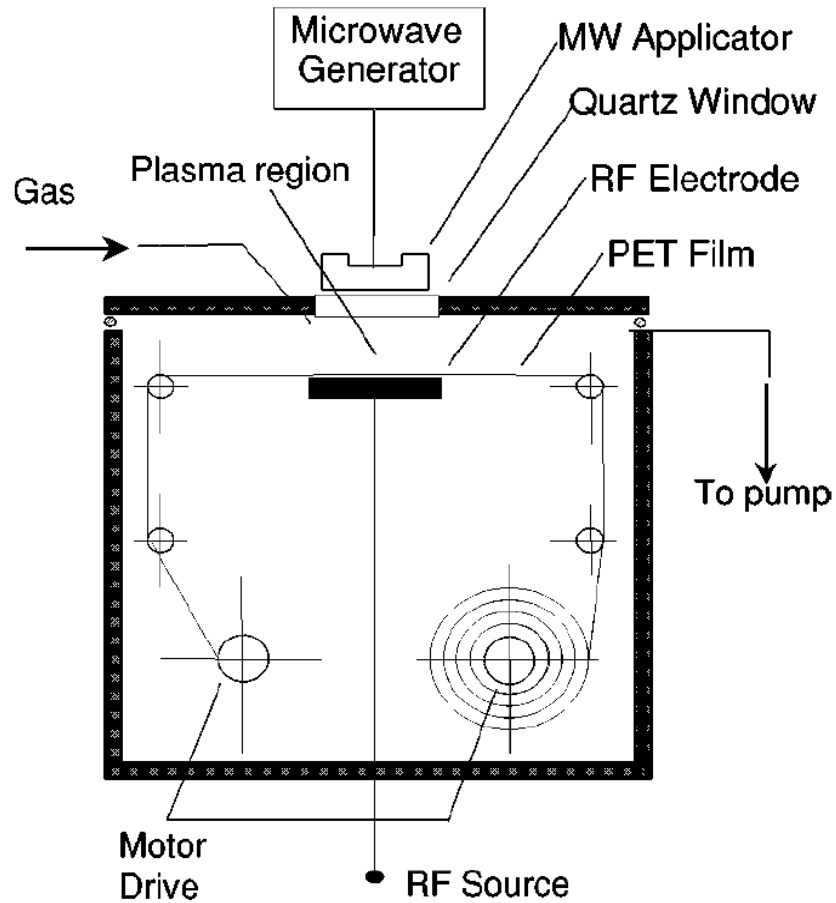 Microwave
Generator
MW Applicator
Quartz Window
Plasma region
RF Electrode
Gas
PET Film
To pump
Motor
Drive
RF Source